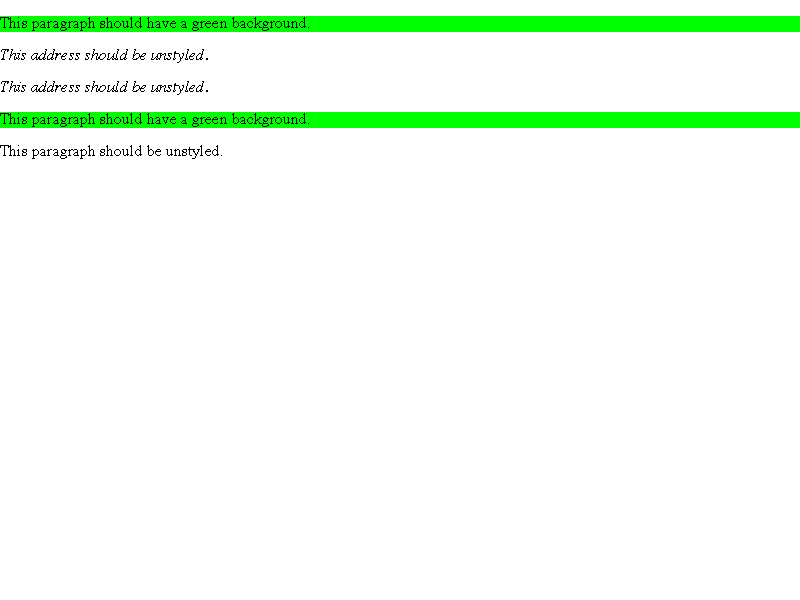 This paragraph should have a green background.
This address should be unstyled.
This address should be unstyled.
This paragraph should have a green background.
This paragraph should be unstyled.